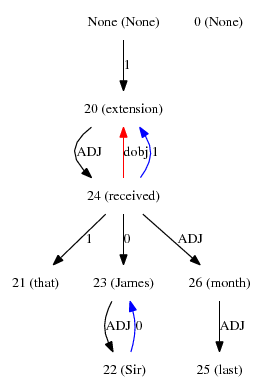 None (None) 0 (None)
1
20 (extension)
ADJ dobj 1
24 (received)
1 0 ADJ
21 (that) 23 (James) 26 (month)
ADJ 0 ADJ
22 (Sir) 25 (last)